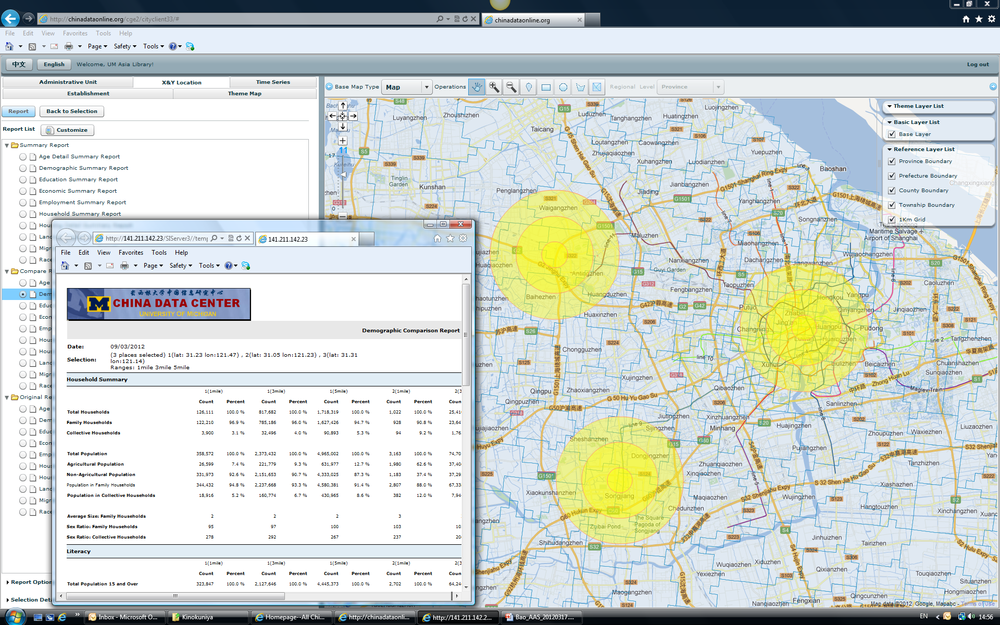 http://chinadataonline.org/cge2/cityclient33/#
chinadataonline.org
File Edit View Favorites Tools Help
Page Safety Tools
中文 English Welcome, UM Asia Library! Log out
Administrative Unit X&Y Location Time Series
Establishment Theme Map
Report Back to Selection
Report List Customize
Summary Report
Age Detail Summary Report
Demographic Summary Report
Education Summary Report
Economic Summary Report
Employment Summary Report
Household Summary Report
Land
Migr
Race
Compare R
Age
Dem
Educ
Econ
Emp
Hous
Hous
Land
Migr
Race
Original Re
Age
Dem
Educ
Econ
Emp
Hous
Hous
Land
Migr
Race
Report Option
Selection Deta
Base Map Type Map Operations Regional Level Province
Theme Layer List
Basic Layer List
Base Layer
Reference Layer List
Province Boundary
Prefecture Boundary
County Boundary
Township Boundary
1Km Grid
http://141.211.142.23/SIServer3//temp
141.211.142.23
File Edit View Favorites Tools Help
Page Safety Tools
CHINA DATA CENTER
UNIVERSITY OF MICHIGAN
Demographic Comparison Report
Date: 09/03/2012
Selection: (3 places selected) 1(lat: 31.23 lon:121.47) , 2(lat: 31.05 lon:121.23) , 3(lat: 31.31
lon:121.14)
Ranges: 1mile 3mile 5mile
Household Summary
1(1mile) 1(3mile) 1(5mile) 2(1mile) 2(3
Count Percent Count Percent Count Percent Count Percent Coun
Total Households 126,111 100.0 % 817,682 100.0 % 1,718,319 100.0 % 1,022 100.0 % 25,41
Family Households 122,210 96.9 % 785,186 96.0 % 1,627,426 94.7 % 928 90.8 % 23,64
Collective Households 3,900 3.1 % 32,496 4.0 % 90,893 5.3 % 94 9.2 % 1,76
Total Population 358,572 100.0 % 2,373,432 100.0 % 4,965,002 100.0 % 3,163 100.0 % 74,70
Agricultural Population 26,599 7.4 % 221,779 9.3 % 631,977 12.7 % 1,980 62.6 % 37,40
Non-Agricultural Population 331,973 92.6 % 2,151,653 90.7 % 4,333,025 87.3 % 1,183 37.4 % 37,29
Population in Family Households 344,432 94.8 % 2,237,668 93.3 % 4,580,381 91.4 % 2,807 88.0 % 67,33
Population in Collective Households 18,916 5.2 % 160,774 6.7 % 430,965 8.6 % 382 12.0 % 7,94
Average Size: Family Households 2 2 2 3
Sex Ratio: Family Households 95 97 100 103 10
Sex Ratio: Collective Households 278 292 267 237 20
Literacy
1(1mile) 1(3mile) 1(5mile) 2(1mile) 2(3
Count Percent Count Percent Count Percent Count Percent Coun
Total Population 15 and Over 323,847 100.0 % 2,127,646 100.0 % 4,445,373 100.0 % 2,702 100.0 % 64,24
11
17
0
Luyangzhen
Zhoushizhen
Taicang
Luduzhen
Luojingzhen
Tanghangzhen
Huatingzhen
Loutangzhen
Caowangzhen
Zhujiaqiaozhen
Yuepuzhen
Xuhangzhen
Luodianzhen
Baoshan
Tinglin
Garden
Kunshan
Penglangzhen
Jiading
Jianbangzhen
G1501 Shanghai Ring Expy
Yanghangzhen
Songnanzhen
Waigangzhen
Maluzhen
Miaohangzhen
Dachangzhen
Jiangwanzhen
Wujiaochangzhen
Maritime Salvage
Airport of Shanghai
Changxingxiang
Nanxiangzhen
Guyi Garden
Antingzhen
G2 Jinghu Expy
Huangduzhen
Baihezhen
Fengbangzhen
Taopuzhen
Huaxinzhen
Putuo
Hongkou
Yangpu
Caoluzhen
Zhabei
Jing'an
Qinyangzhen
Jinqiaozhen
Changning
Huangpu
Pudong
Luwan
Huamuzhen
Tangzhenzhen
Chongguzhen
Xuhui
Liulizhen
Beicaizhen
Chuanshazhen
Sunqiaozhen
Xujingzhen
Qingpu
Zhaoxiangzhen
Qibaozhen
Zhong Huan Lu
Maglev Train
Qingpuzhen
G 50 Hu Yu Gao Su
Sanlinzhen
Jiutingzhen
Xinzhuangzhen
Minhang
Huajingzhen
Zhoupuzhen
Waxiezhen
Liuzaozhen
Sijingzhen
Sheshanzhen
Dongjingzhen
Pujiangzhen
Tanzhizhen
Zhuanqiaozhen
Xinqiaozhen
Xiaokunshanzhen
Songjiang
Maqiaozhen
Chedunzhen
Xiashazhen
Hangtouzhen
Xinchangzhen
The Square
Pagoda of
Songjiang
Zuibai Pond
G60 Hukun Expy
S32 Shenjiahu Expy
S 32 Shen Jia Hu Gao Su
Shihudangzhen
Jinhuizhen
Tairizhen
Wuqiaozhen
Xiduzhen
Qixianzhen
Touqiaozhen
Yexiezhen
Situanzhen
Maogangzhen
Hongmiaozhen
Qingcunzhen
Fengxian
Nanqiaozhen
Map data ©2012 Google, Mapabc - Terms of Use
Inbox - Microsoft O... Kinokuniya Homepage--All Chi... http://chinadataonli... http://141.211.142.2... Bao_AAS_20120317.... EN 14:56